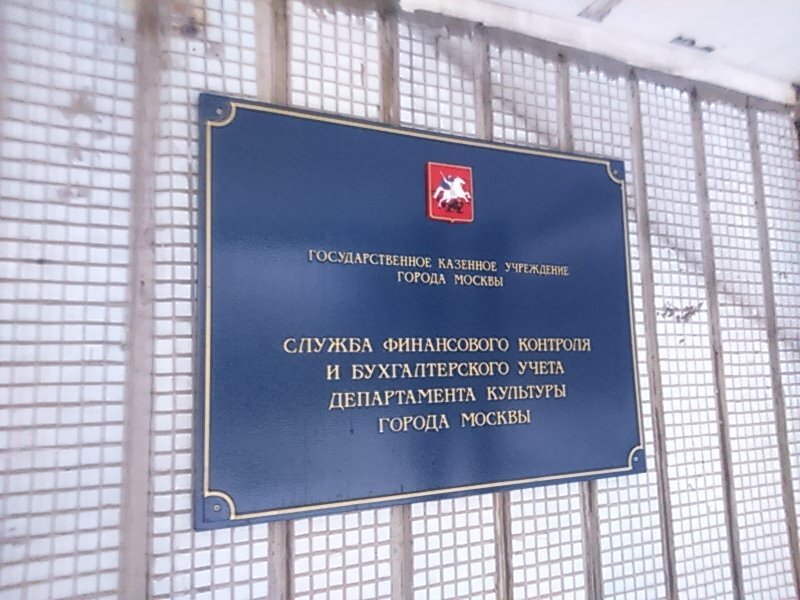 ГОСУДАРСТВЕННОЕ КАЗЕННОЕ УЧРЕЖДЕНИЕ
ГОРОДА МОСКВЫ
СЛУЖБА ФИНАНСОВОГО КОНТРОЛЯ
И БУХГАЛТЕРСКОГО УЧЕТА
ДЕПАРТАМЕНТА КУЛЬТУРЫ
ГОРОДА МОСКВЫ